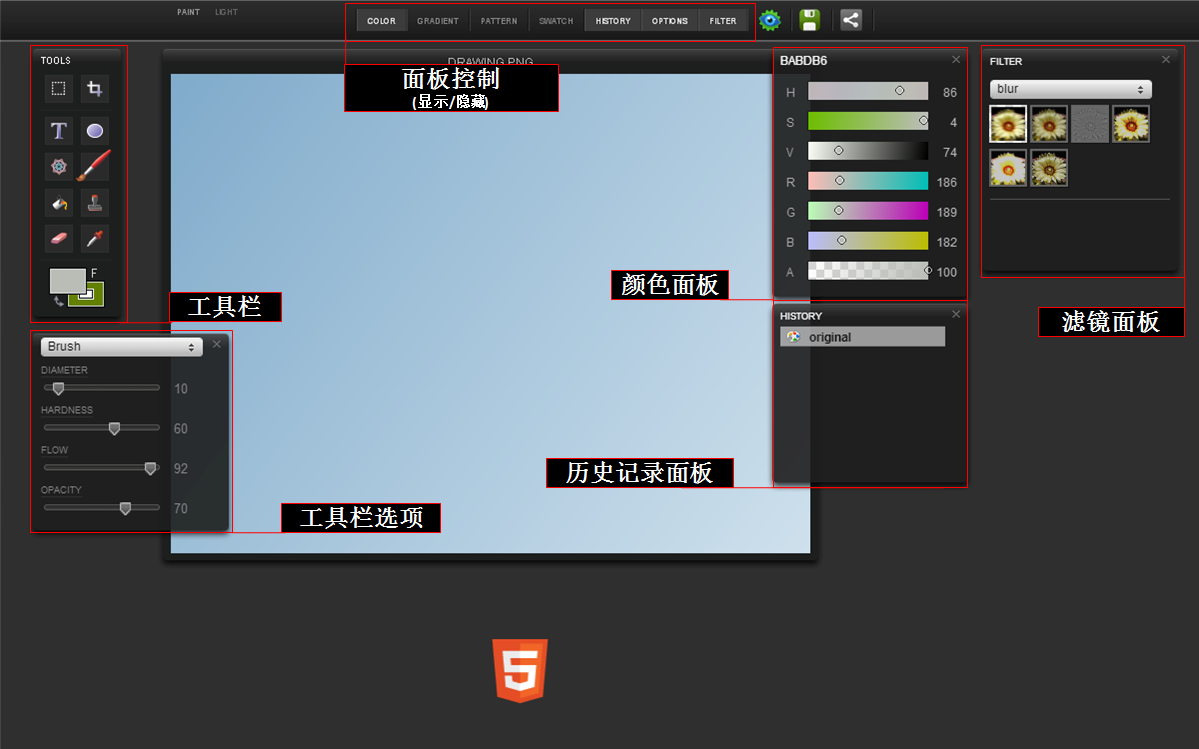 PAINT LIGHT
COLOR GRADIENT PATTERN SWATCH HISTORY OPTIONS FILTER
TOOLS
F
DRAWING.PNG
面板控制
(显示/隐藏)
工具栏
Brush
DIAMETER
10
HARDNESS
60
FLOW
92
OPACITY
70
工具栏选项
BABDB6
H 86
S 4
V 74
R 186
G 189
B 182
A 100
颜色面板
HISTORY
original
历史记录面板
FILTER
blur
滤镜面板
5